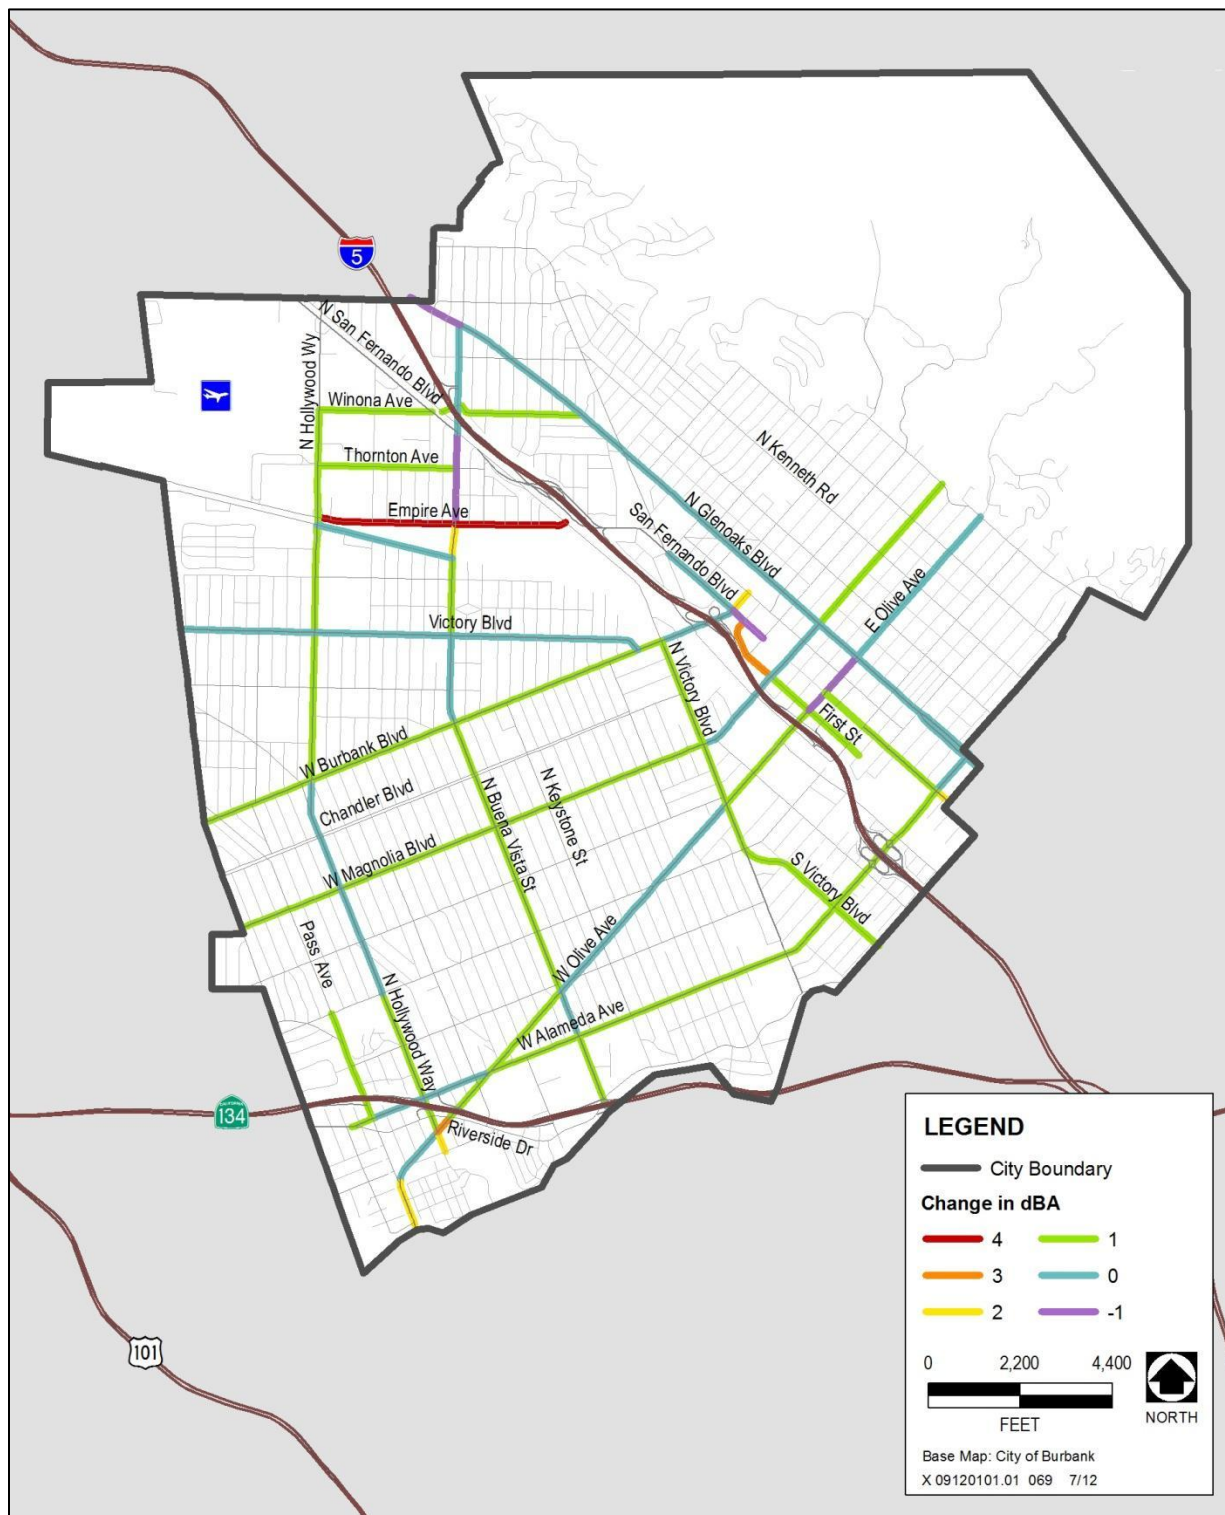 5
N San Fernando Blvd
N Hollywood Wy
Winona Ave
Thornton Ave
Empire Ave
N Kenneth Rd
N Glenoaks Blvd
San Fernando Blvd
E Olive Ave
Victory Blvd
N Victory Blvd
First St
W Burbank Blvd
Chandler Blvd
N Keystone St
N Buena Vista St
W Magnolia Blvd
S Victory Blvd
Pass Ave
W Olive Ave
N Hollywood Way
W Alameda Ave
CALIFORNIA
134
Riverside Dr
101
LEGEND
City Boundary
Change in dBA
4 1
3 0
2 -1
0 2,200 4,400
FEET
NORTH
Base Map: City of Burbank
X 09120101.01 069 7/12